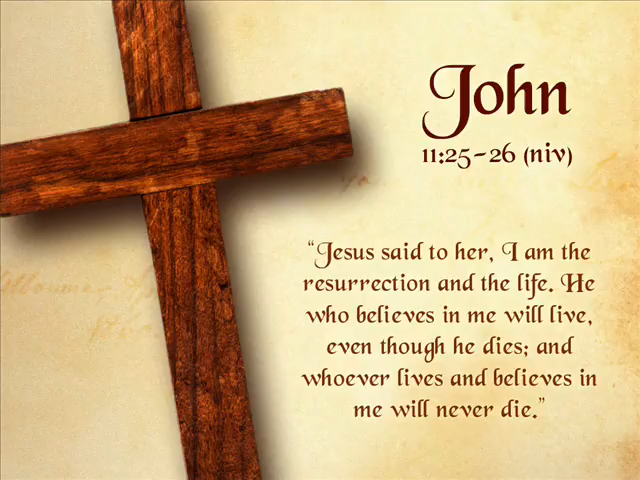 John
11:25-26 (niv)
“Jesus said to her, I am the
resurrection and the life. He
who believes in me will live,
even though he dies; and
whoever lives and believes in
me will never die.”